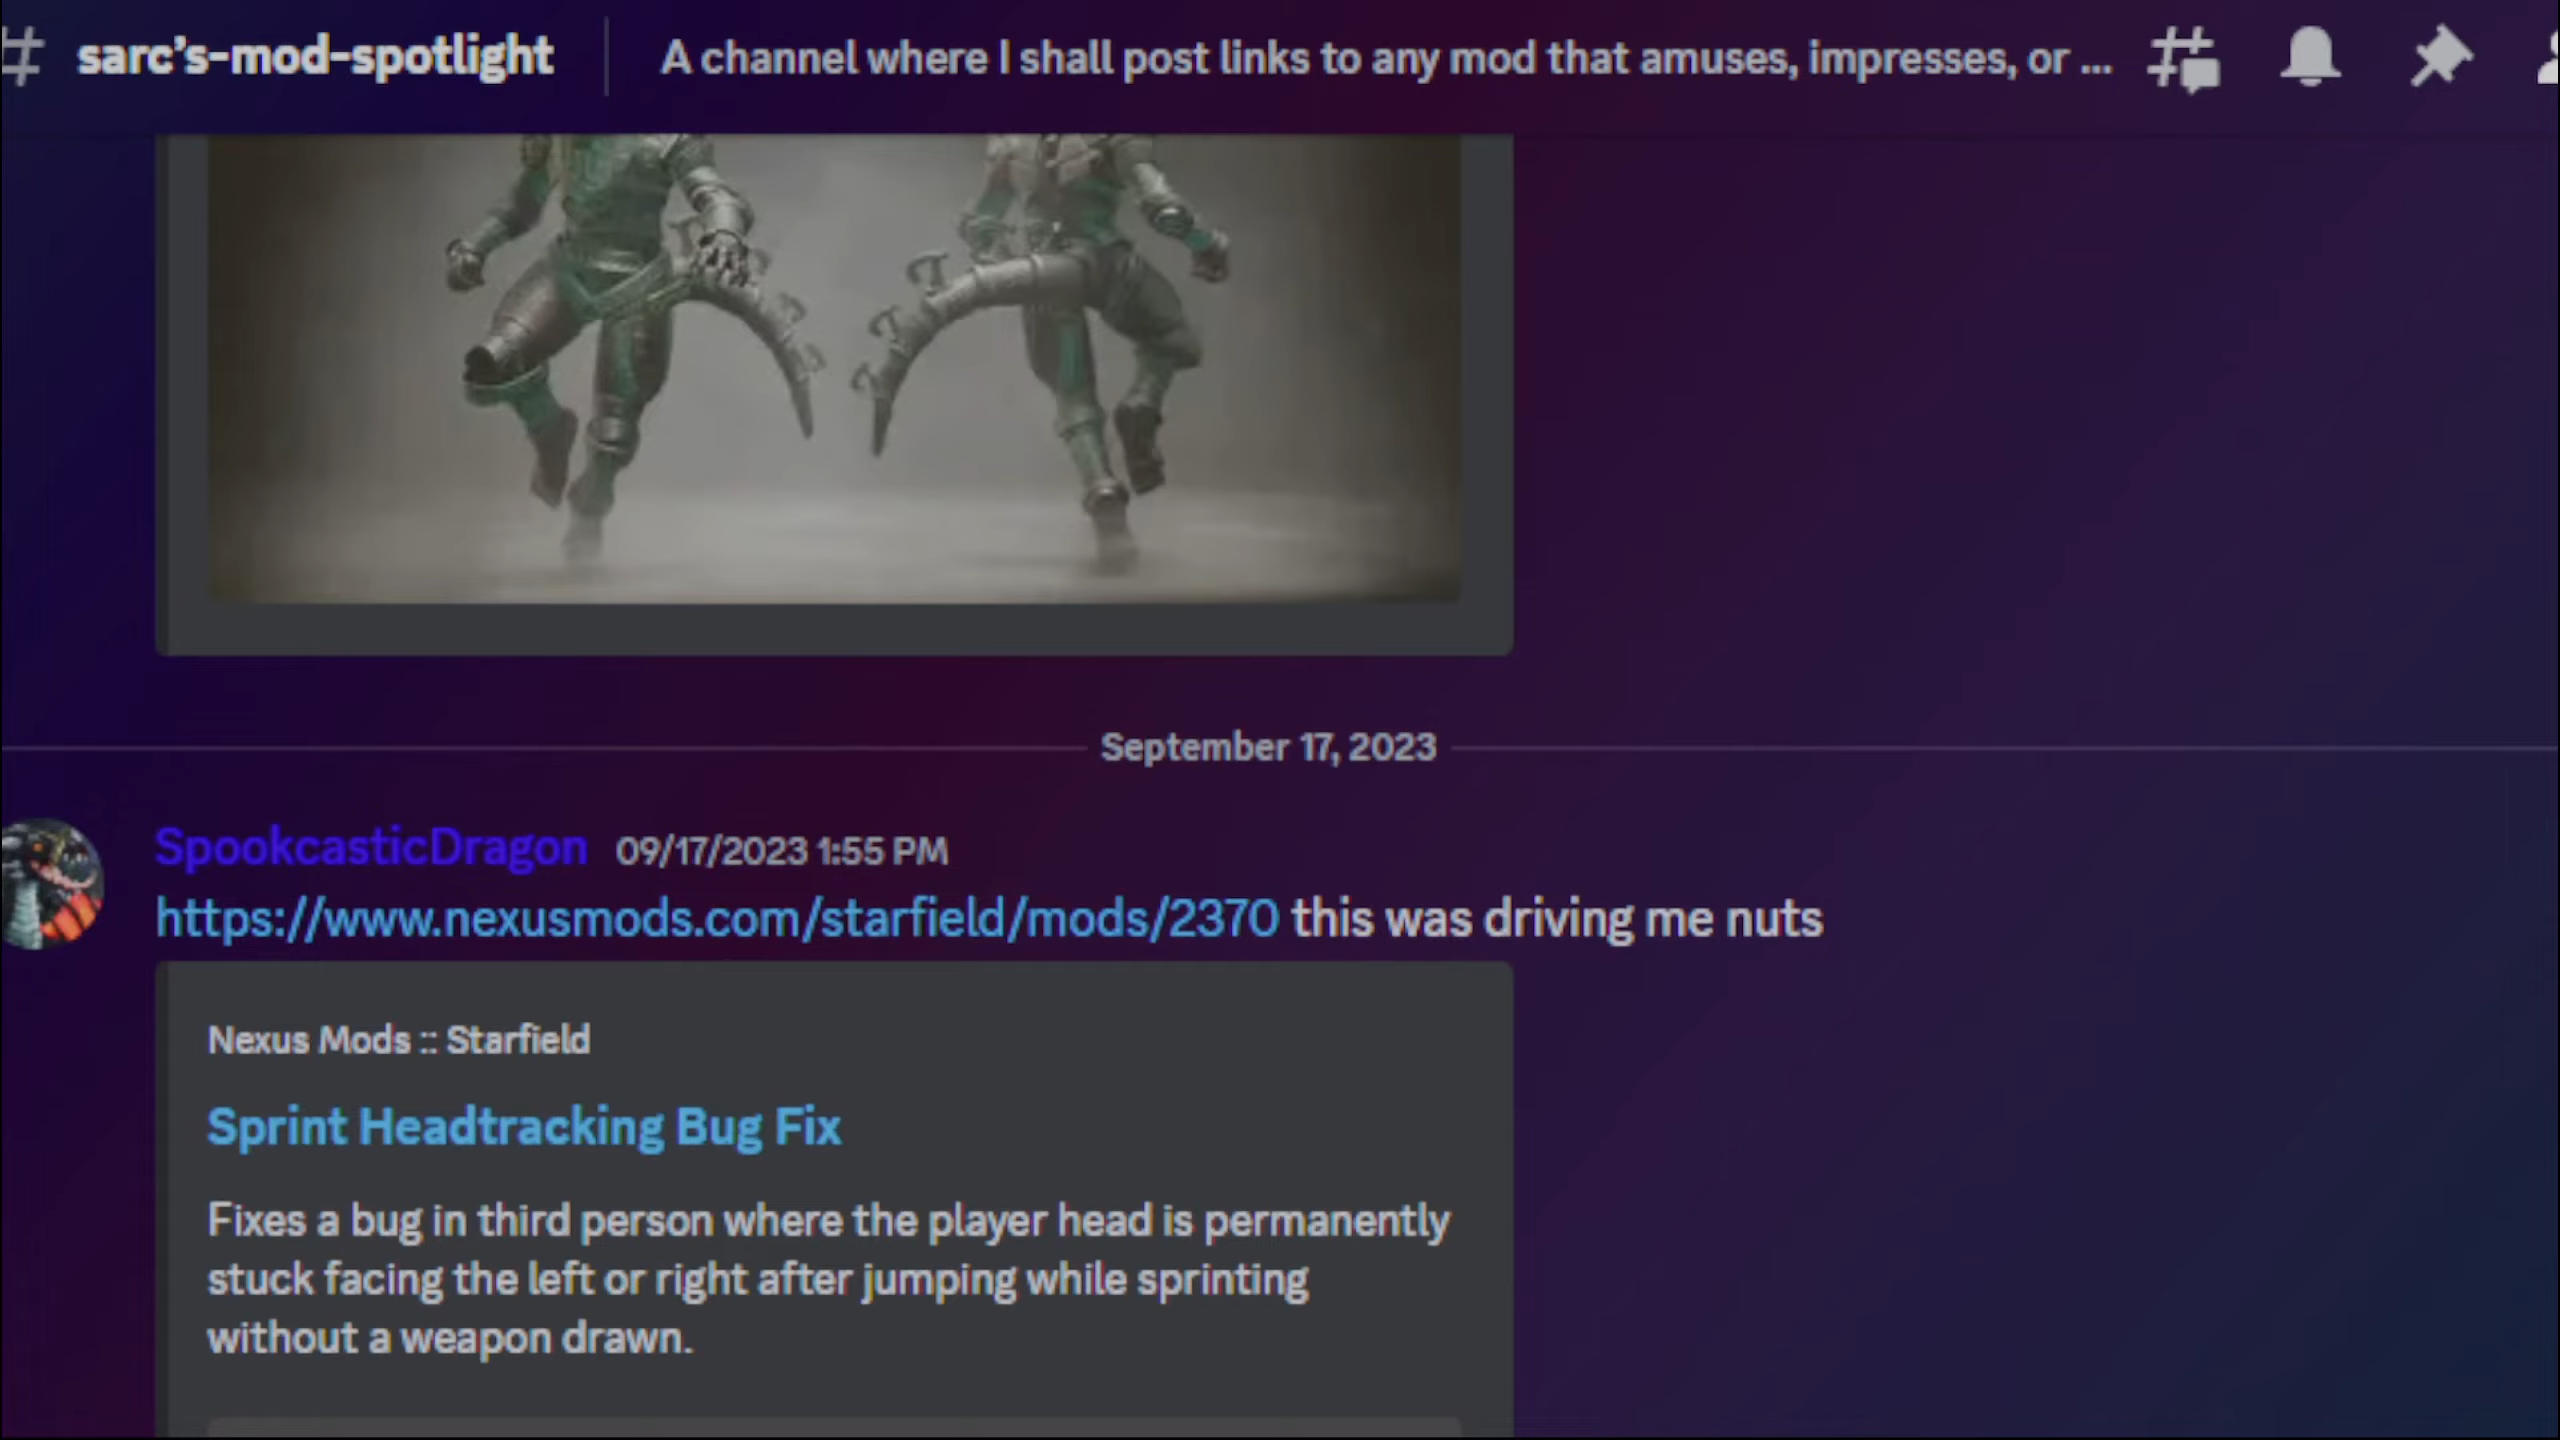 # sarc's-mod-spotlight
A channel where I shall post links to any mod that amuses, impresses, or ...
September 17, 2023
SpookcasticDragon 09/17/2023 1:55 PM
https://www.nexusmods.com/starfield/mods/2370 this was driving me nuts
Nexus Mods :: Starfield
Sprint Headtracking Bug Fix
Fixes a bug in third person where the player head is permanently
stuck facing the left or right after jumping while sprinting
without a weapon drawn.